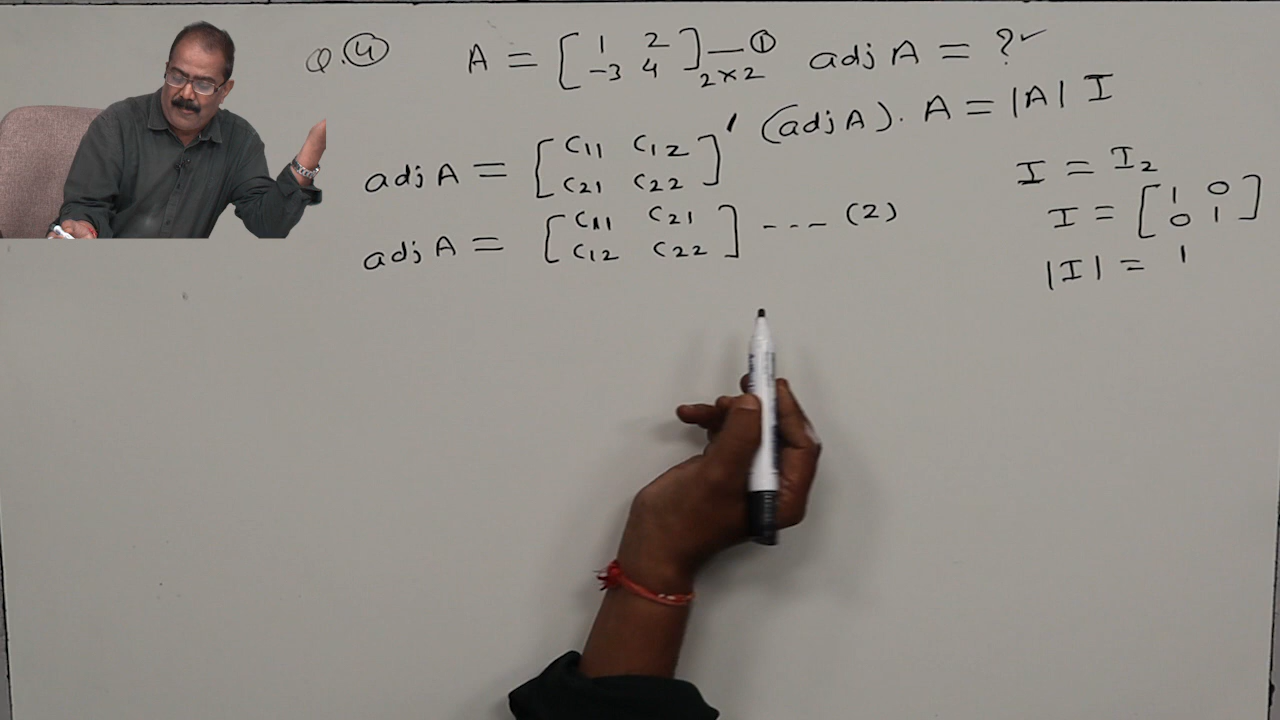 Q.④ A = [1 2 -3 4]2×2 —① adj A = ? ✓
(adj A). A = |A| I
adj A = [C11 C12 C21 C22]'
adj A = [C11 C21 C12 C22] --- (2)
I = I2
I = [1 0 0 1]
|I| = 1